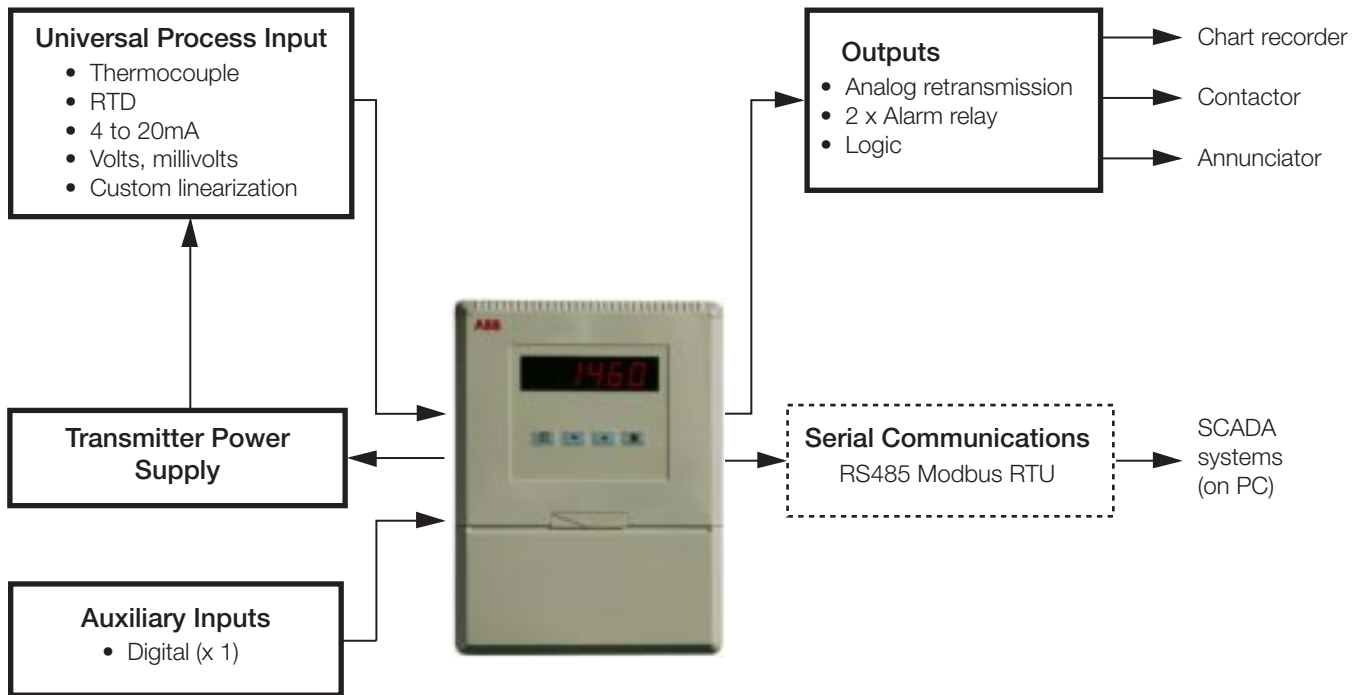 Universal Process Input
• Thermocouple
• RTD
• 4 to 20mA
• Volts, millivolts
• Custom linearization
Transmitter Power
Supply
Auxiliary Inputs
• Digital (x 1)
ABB
1460
Outputs
• Analog retransmission
• 2 x Alarm relay
• Logic
Chart recorder
Contactor
Annunciator
Serial Communications
RS485 Modbus RTU
SCADA
systems
(on PC)